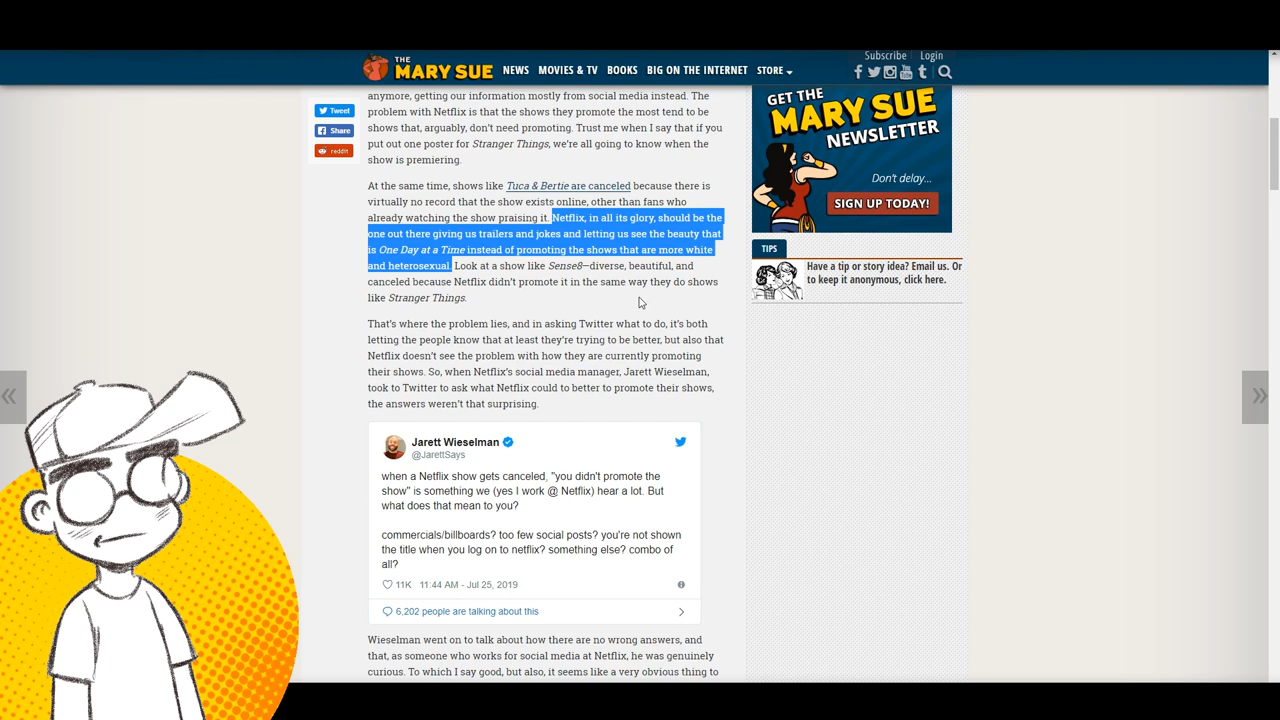 Subscribe Login
THE
MARY SUE
NEWS MOVIES & TV BOOKS BIG ON THE INTERNET STORE
Tweet
Share
reddit
anymore, getting our information mostly from social media instead. The
problem with Netflix is that the shows they promote the most tend to be
shows that, arguably, don't need promoting. Trust me when I say that if you
put out one poster for Stranger Things, we're all going to know when the
show is premiering.
At the same time, shows like Tuca & Bertie are canceled because there is
virtually no record that the show exists online, other than fans who
already watching the show praising it. Netflix, in all its glory, should be the
one out there giving us trailers and jokes and letting us see the beauty that
is One Day at a Time instead of promoting the shows that are more white
and heterosexual. Look at a show like Sense8—diverse, beautiful, and
canceled because Netflix didn't promote it in the same way they do shows
like Stranger Things.
That's where the problem lies, and in asking Twitter what to do, it's both
letting the people know that at least they're trying to be better, but also that
Netflix doesn't see the problem with how they are currently promoting
their shows. So, when Netflix's social media manager, Jarett Wieselman,
took to Twitter to ask what Netflix could to better to promote their shows,
the answers weren't that surprising.
Jarett Wieselman
@JarettSays
when a Netflix show gets canceled, "you didn't promote the
show" is something we (yes I work @ Netflix) hear a lot. But
what does that mean to you?
commercials/billboards? too few social posts? you're not shown
the title when you log on to netflix? something else? combo of
all?
11K 11:44 AM - Jul 25, 2019
6,202 people are talking about this
Wieselman went on to talk about how there are no wrong answers, and
that, as someone who works for social media at Netflix, he was genuinely
curious. To which I say good, but also, it seems like a very obvious thing to
GET THE
MARY SUE
NEWSLETTER
Don't delay...
SIGN UP TODAY!
TIPS
Have a tip or story idea? Email us. Or
to keep it anonymous, click here.